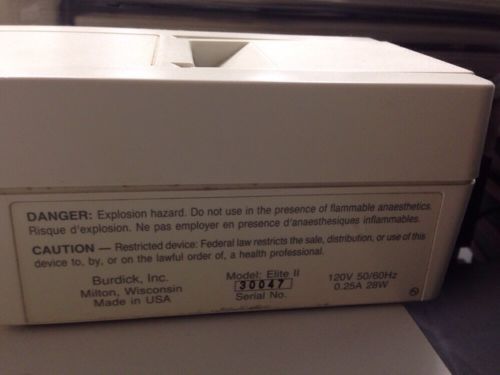 DANGER: Explosion hazard. Do not use in the presence of flammable anaesthetics.
Risque d'explosion. Ne pas employer en presence d'anaesthesiques inflammables.
CAUTION — Restricted device: Federal law restricts the sale, distribution, or use of this
device to, by, or on the lawful order of, a health professional.
Burdick, Inc.
Milton, Wisconsin
Made in USA
Model: Elite II
30047
Serial No.
120V 50/60Hz
0.25A 28W